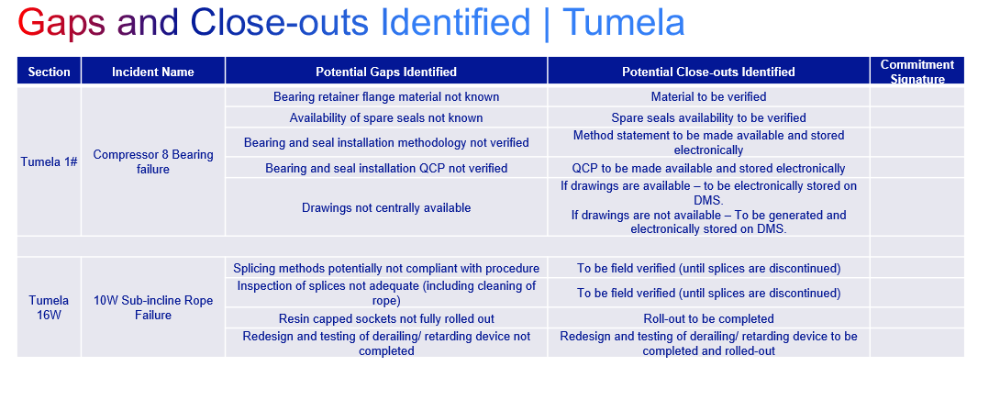 Gaps and Close-outs Identified | Tumela
Section
Incident Name
Potential Gaps Identified
Potential Close-outs Identified
Commitment
Signature
Tumela 1#
Compressor 8 Bearing
failure
Bearing retainer flange material not known
Material to be verified
Availability of spare seals not known
Spare seals availability to be verified
Bearing and seal installation methodology not verified
Method statement to be made available and stored
electronically
Bearing and seal installation QCP not verified
QCP to be made available and stored electronically
Drawings not centrally available
If drawings are available – to be electronically stored on
DMS.
If drawings are not available – To be generated and
electronically stored on DMS.
Tumela
16W
10W Sub-incline Rope
Failure
Splicing methods potentially not compliant with procedure
To be field verified (until splices are discontinued)
Inspection of splices not adequate (including cleaning of
rope)
To be field verified (until splices are discontinued)
Resin capped sockets not fully rolled out
Roll-out to be completed
Redesign and testing of derailing/ retarding device not
completed
Redesign and testing of derailing/ retarding device to be
completed and rolled-out